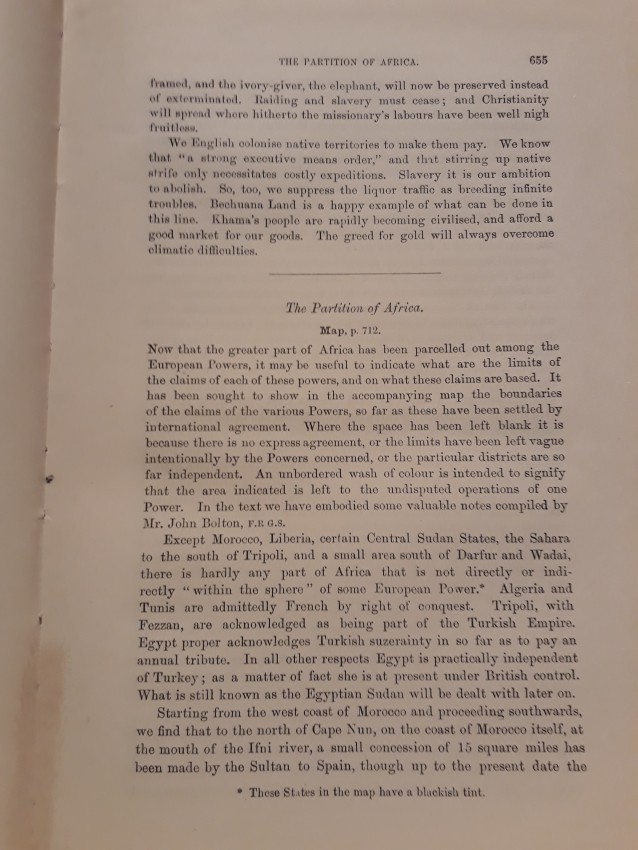 THE PARTITION OF AFRICA. 655
framed, and the ivory-giver, the elephant, will now be preserved instead
of exterminated. Raiding and slavery must cease; and Christianity
will spread where hitherto the missionary's labours have been well nigh
fruitless.
We English colonise native territories to make them pay. We know
that "a strong executive means order," and that stirring up native
strife only necessitates costly expeditions. Slavery it is our ambition
to abolish. So, too, we suppress the liquor traffic as breeding infinite
troubles. Bechuana Land is a happy example of what can be done in
this line. Khama's people are rapidly becoming civilised, and afford a
good market for our goods. The greed for gold will always overcome
climatic difficulties.
The Partition of Africa.
Map, p. 712.
Now that the greater part of Africa has been parcelled out among the
European Powers, it may be useful to indicate what are the limits of
the claims of each of these powers, and on what these claims are based. It
has been sought to show in the accompanying map the boundaries
of the claims of the various Powers, so far as these have been settled by
international agreement. Where the space has been left blank it is
because there is no express agreement, or the limits have been left vague
intentionally by the Powers concerned, or the particular districts are so
far independent. An unbordered wash of colour is intended to signify
that the area indicated is left to the undisputed operations of one
Power. In the text we have embodied some valuable notes compiled by
Mr. John Bolton, F.R.G.S.
Except Morocco, Liberia, certain Central Sudan States, the Sahara
to the south of Tripoli, and a small area south of Darfur and Wadai,
there is hardly any part of Africa that is not directly or indi-
rectly "within the sphere" of some European Power.* Algeria and
Tunis are admittedly French by right of conquest. Tripoli, with
Fezzan, are acknowledged as being part of the Turkish Empire.
Egypt proper acknowledges Turkish suzerainty in so far as to pay an
annual tribute. In all other respects Egypt is practically independent
of Turkey; as a matter of fact she is at present under British control.
What is still known as the Egyptian Sudan will be dealt with later on.
Starting from the west coast of Morocco and proceeding southwards,
we find that to the north of Cape Nun, on the coast of Morocco itself, at
the mouth of the Ifni river, a small concession of 15 square miles has
been made by the Sultan to Spain, though up to the present date the
* These States in the map have a blackish tint.